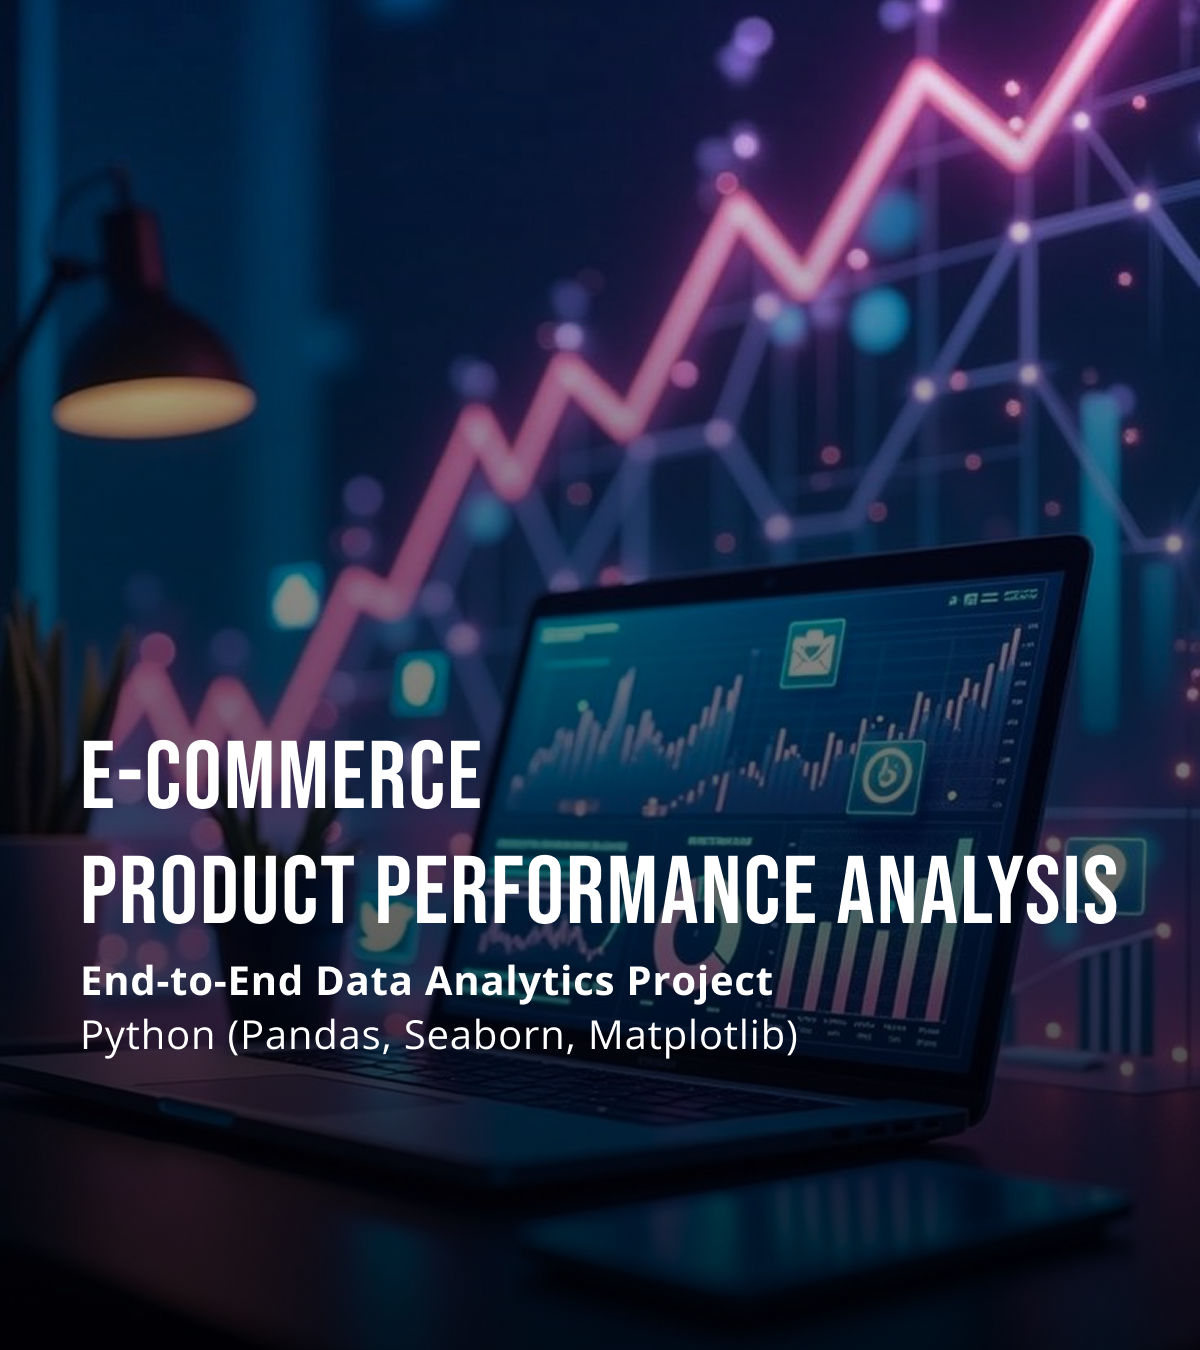 E-COMMERCE
PRODUCT PERFORMANCE ANALYSIS
End-to-End Data Analytics Project
Python (Pandas, Seaborn, Matplotlib)